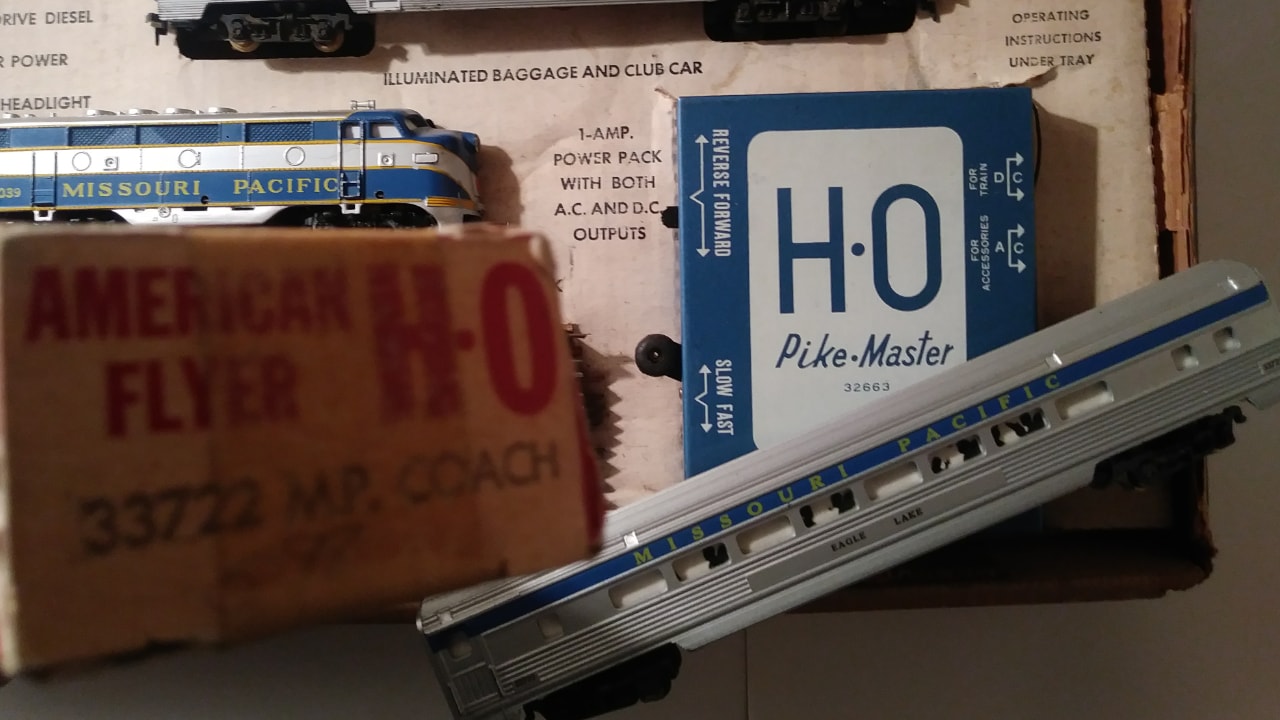 DRIVE DIESEL
R POWER
HEADLIGHT
ILLUMINATED BAGGAGE AND CLUB CAR
OPERATING
INSTRUCTIONS
UNDER TRAY
039
MISSOURI PACIFIC
1-AMP.
POWER PACK
WITH BOTH
A.C. AND D.C.
OUTPUTS
REVERSE FORWARD
SLOW FAST
H·O
Pike·Master
32663
FOR
TRAIN
D C
FOR
ACCESSORIES
A C
AMERICAN
FLYER
H·O
33722 M.P. COACH
MISSOURI PACIFIC
EAGLE LAKE